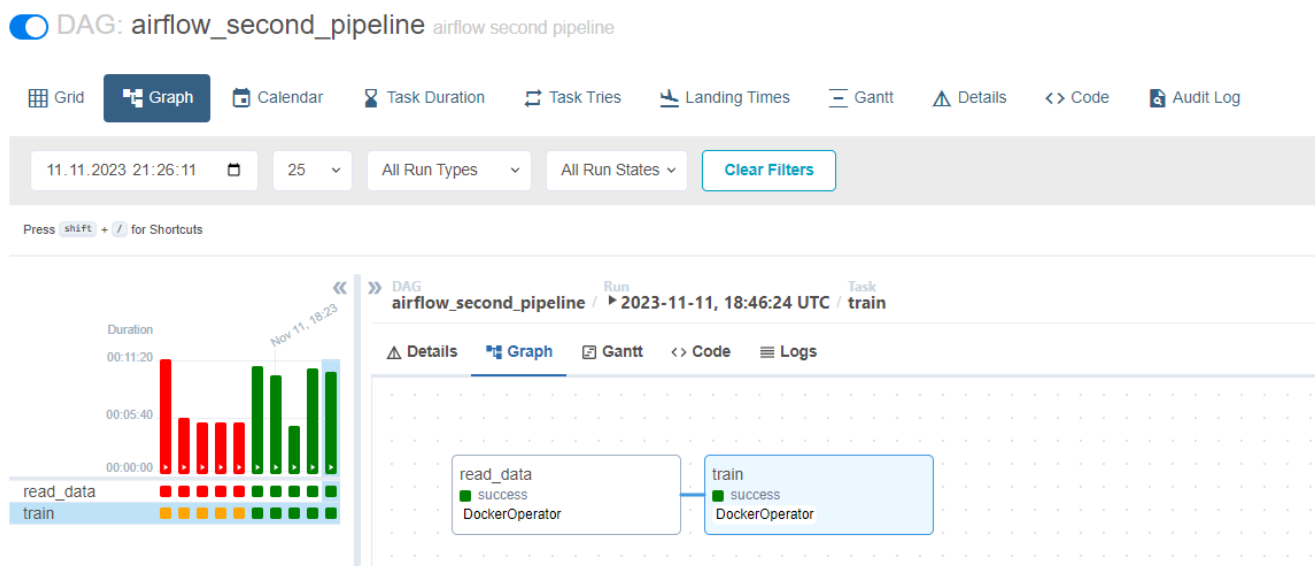 DAG: airflow_second_pipeline airflow second pipeline
Grid Graph Calendar Task Duration Task Tries Landing Times Gantt Details <> Code Audit Log
11.11.2023 21:26:11 25 All Run Types All Run States Clear Filters
Press shift + / for Shortcuts
DAG Run Task
airflow_second_pipeline / 2023-11-11, 18:46:24 UTC / train
Details Graph Gantt <> Code Logs
Nov 11, 18:23
Duration
00:11:20
00:05:40
00:00:00
read_data
train
read_data
success
DockerOperator
train
success
DockerOperator